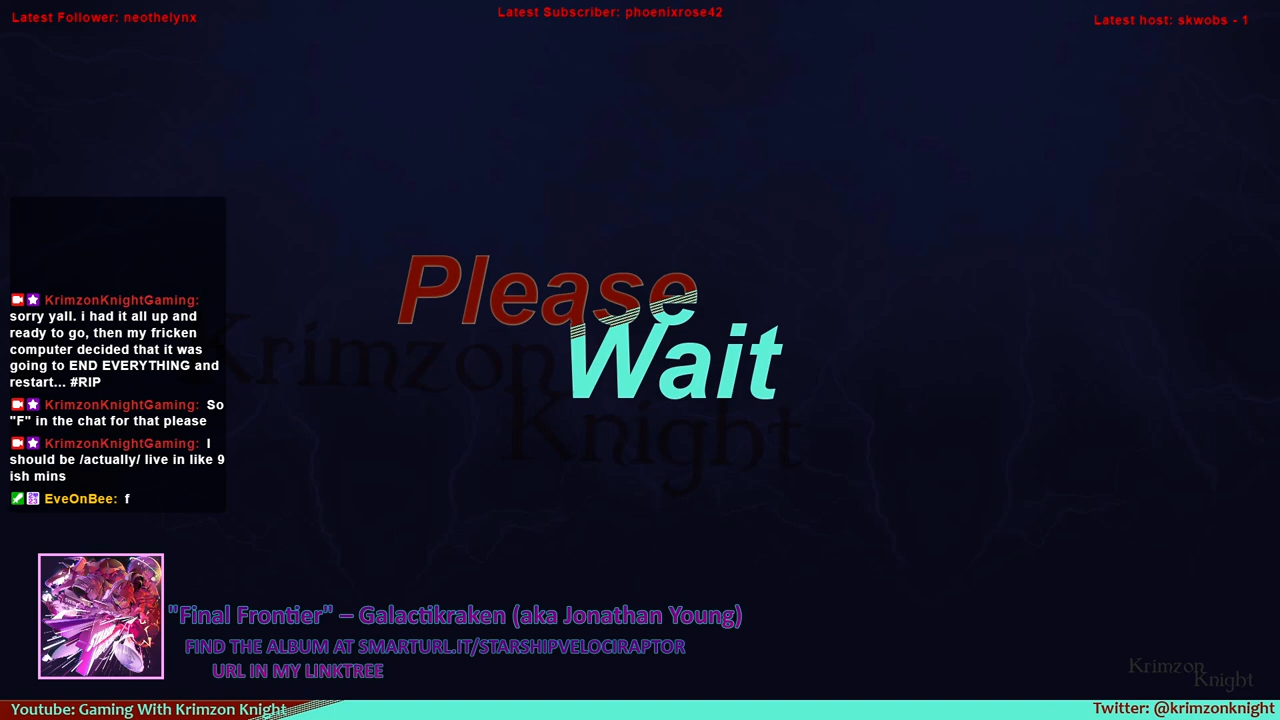 Latest Follower: neothelynx
Latest Subscriber: phoenixrose42
Latest host: skwobs - 1
Please
Wait
Krimzon
Knight
KrimzonKnightGaming:
sorry yall. i had it all up and
ready to go, then my fricken
computer decided that it was
going to END EVERYTHING and
restart... #RIP
KrimzonKnightGaming: So
"F" in the chat for that please
KrimzonKnightGaming: I
should be /actually/ live in like 9
ish mins
EveOnBee: f
"Final Frontier" – Galactikraken (aka Jonathan Young)
FIND THE ALBUM AT SMARTURL.IT/STARSHIPVELOCIRAPTOR
URL IN MY LINKTREE
Krimzon
Knight
Youtube: Gaming With Krimzon Knight
Twitter: @krimzonknight